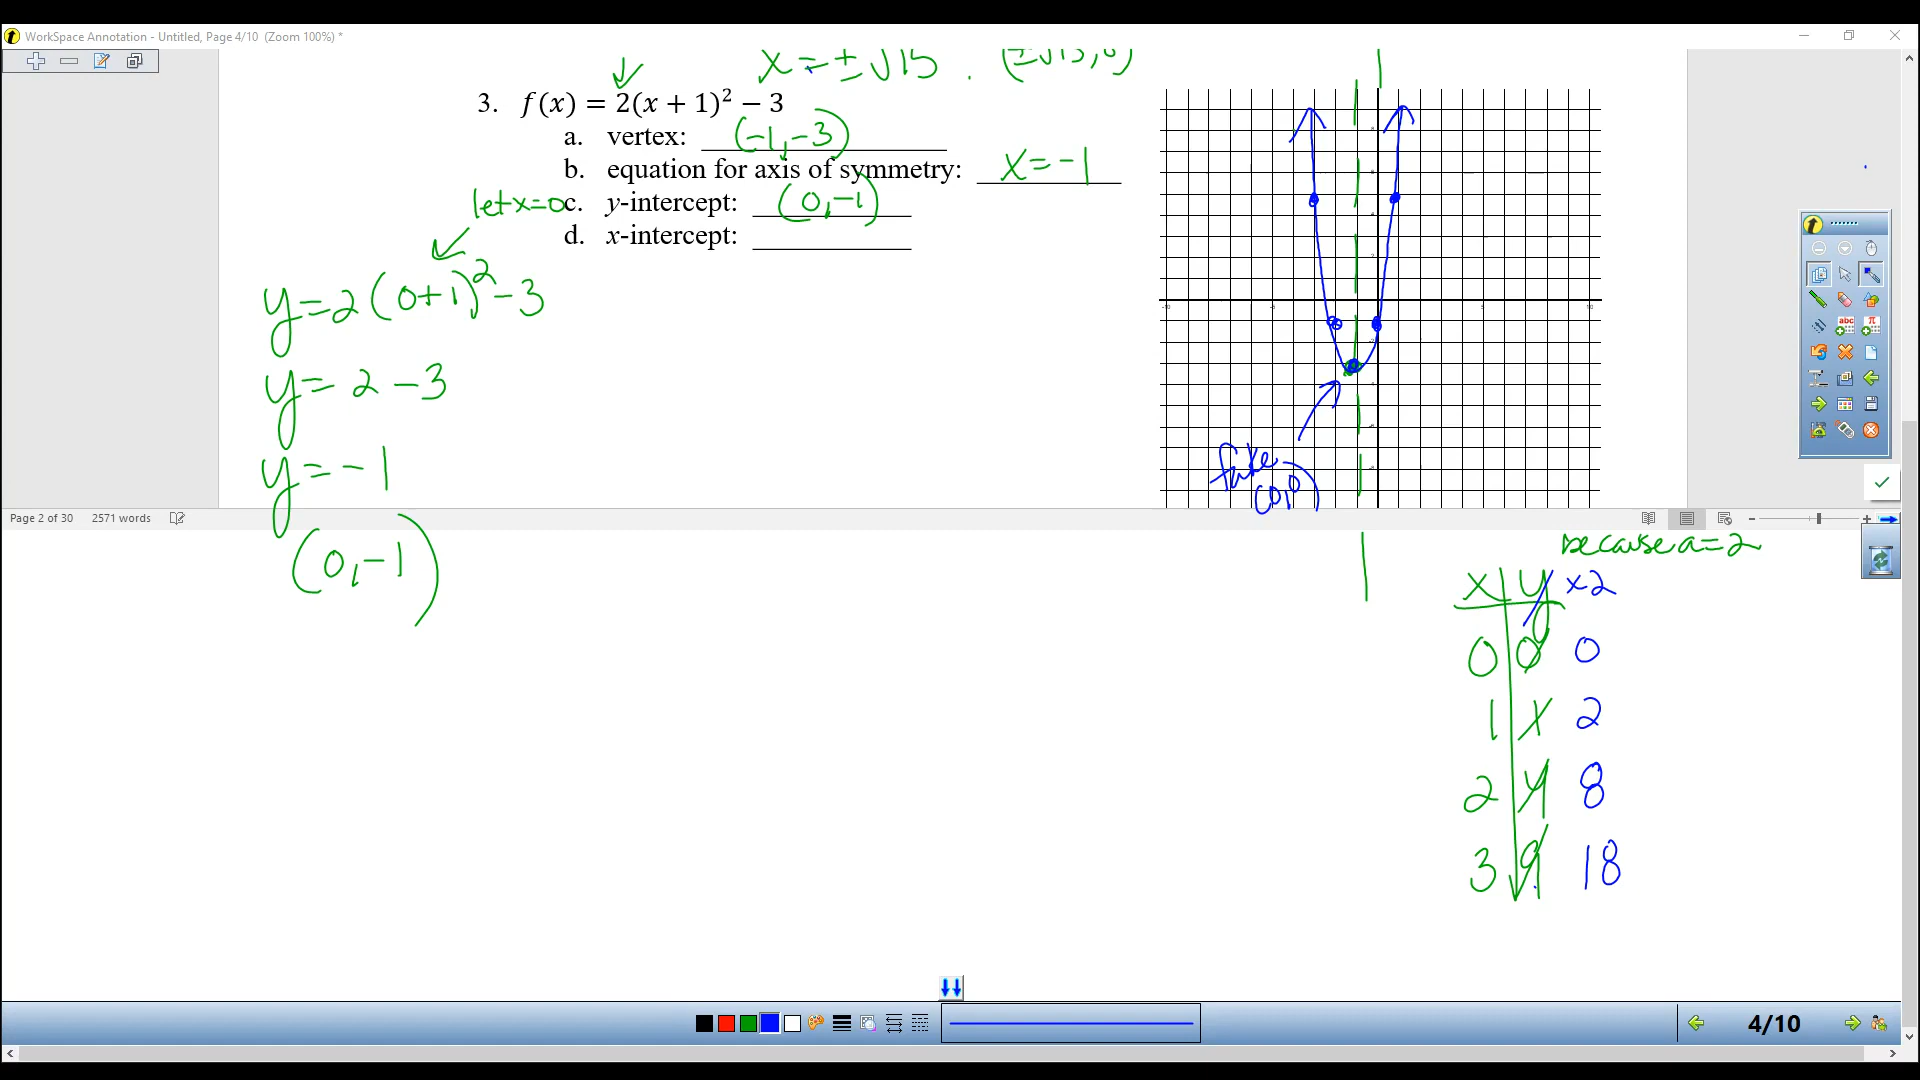 WorkSpace Annotation - Untitled, Page 4/10 (Zoom 100%) *
x = ±√15 . (±√15, 0)
3. f(x) = 2(x + 1)² − 3
a. vertex: (-1, -3)
b. equation for axis of symmetry: x = -1
let x = 0
c. y-intercept: (0, -1)
d. x-intercept:
y = 2(0+1)² - 3
y = 2 - 3
y = -1
(0, -1)
fake
(0,0)
Page 2 of 30 2571 words
because a = 2
x y x2
0 0 0
1 1 2
2 4 8
3 9 18
abc
π
4/10